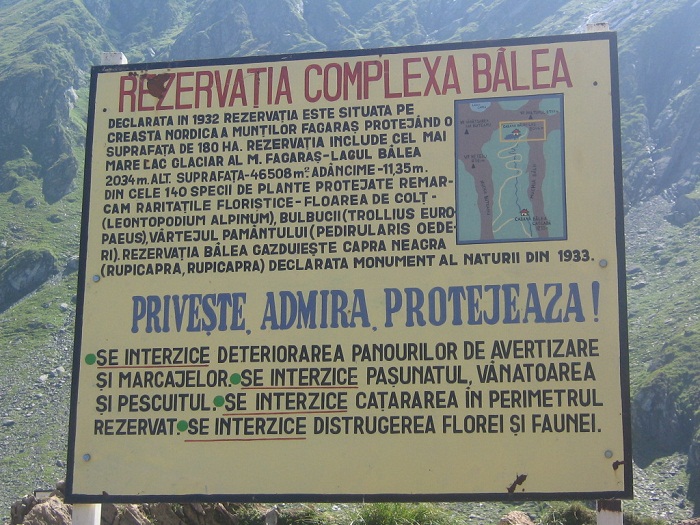 REZERVAȚIA COMPLEXA BÂLEA
DECLARATA IN 1932 REZERVAȚIA ESTE SITUATA PE
CREASTA NORDICA A MUNȚILOR FAGARAȘ PROTEJÂND O
SUPRAFAȚA DE 180 HA. REZERVAȚIA INCLUDE CEL MAI
MARE LAC GLACIAR AL M. FAGARAȘ-LAGUL BÂLEA
2034 m. ALT. SUPRAFAȚA-46508 m² ADÂNCIME-11,35 m.
DIN CELE 140 SPECII DE PLANTE PROTEJATE REMAR-
CAM RARITAȚILE FLORISTICE-FLOAREA DE COLȚ-
(LEONTOPODIUM ALPINUM), BULBUCII (TROLLIUS EURO-
PAEUS), VÂRTEJUL PAMÂNTULUI (PEDIRULARIS OEDE-
RI). REZERVAȚIA BÂLEA GAZDUIEȘTE CAPRA NEAGRA
(RUPICAPRA, RUPICAPRA) DECLARATA MONUMENT AL NATURII DIN 1933.
PRIVEȘTE, ADMIRA, PROTEJEAZA!
SE INTERZICE DETERIORAREA PANOURILOR DE AVERTIZARE
ȘI MARCAJELOR. SE INTERZICE PAȘUNATUL, VÂNATOAREA
ȘI PESCUITUL. SE INTERZICE CAȚARAREA ÎN PERIMETRUL
REZERVAT. SE INTERZICE DISTRUGEREA FLOREI ȘI FAUNEI.
CABANA BÂLEA
CASCADA